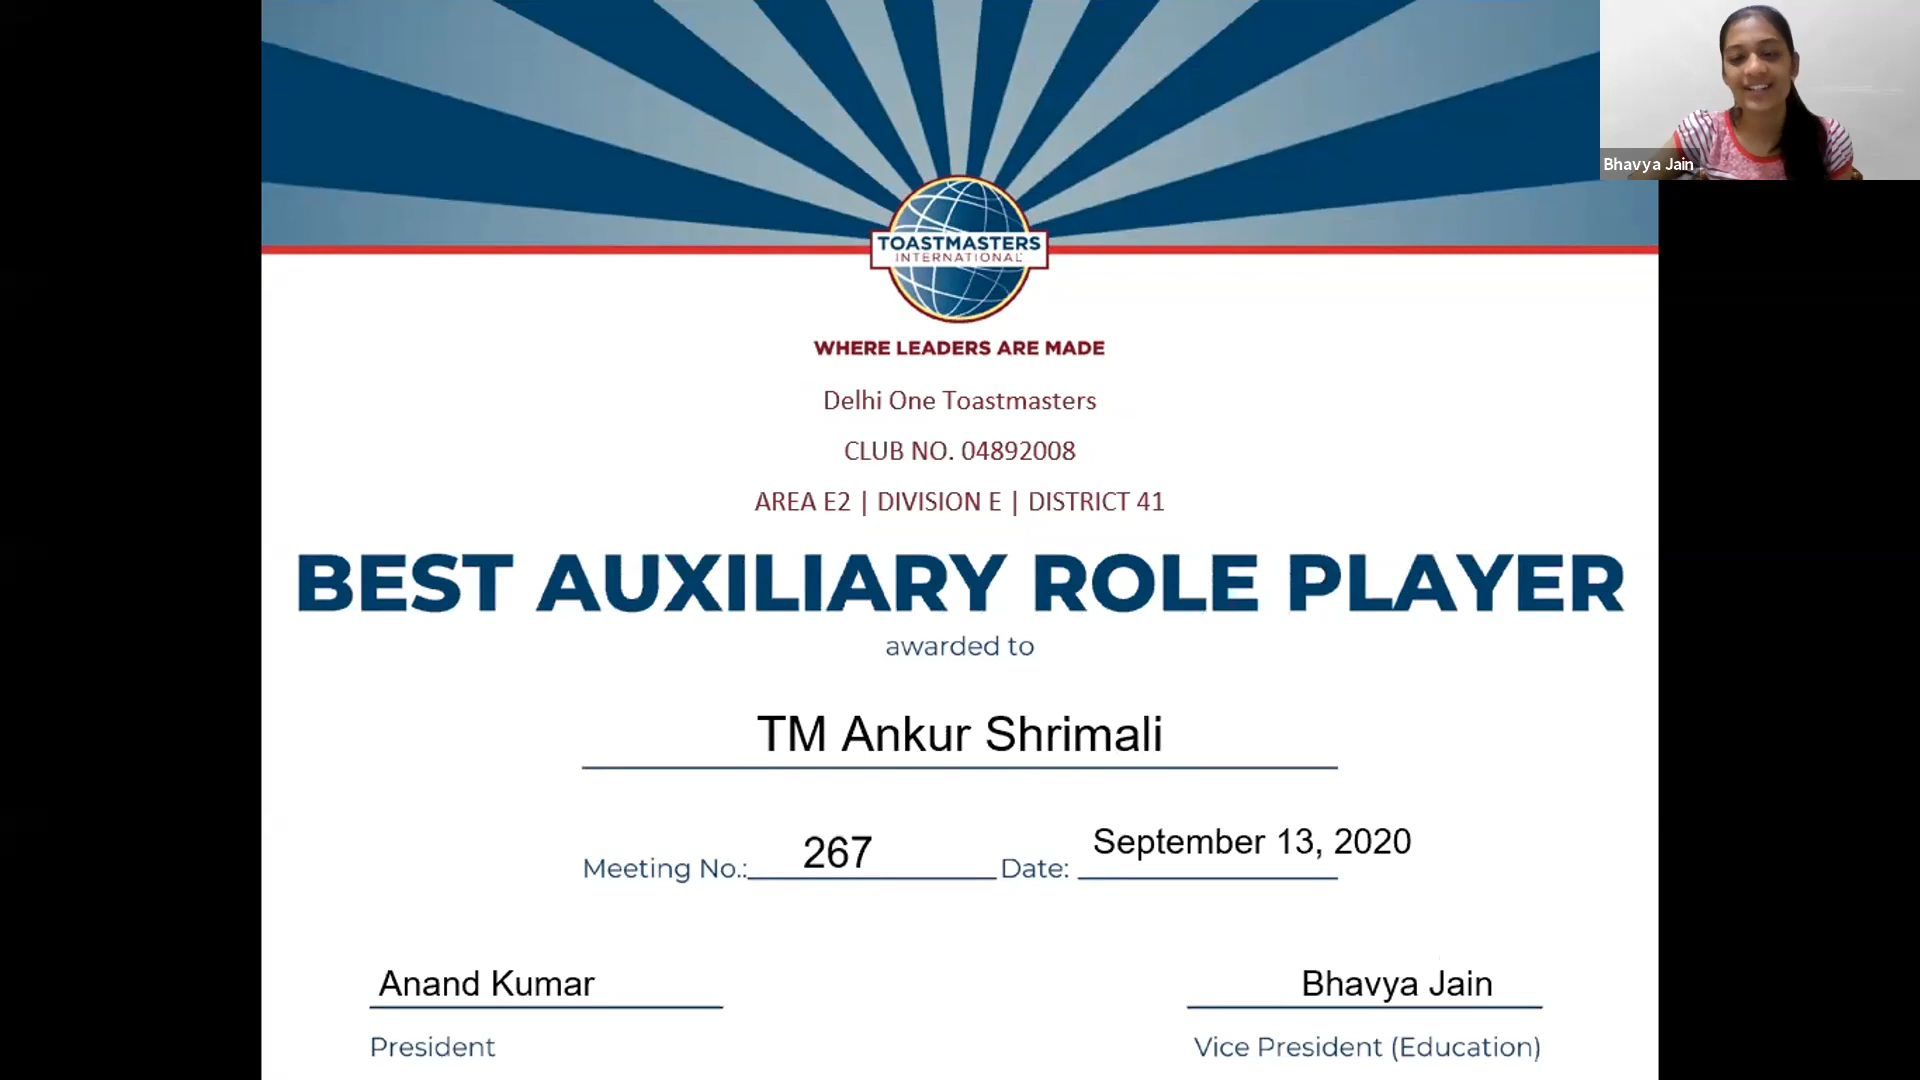 Bhavya Jain
TOASTMASTERS
INTERNATIONAL
WHERE LEADERS ARE MADE
Delhi One Toastmasters
CLUB NO. 04892008
AREA E2 | DIVISION E | DISTRICT 41
BEST AUXILIARY ROLE PLAYER
awarded to
TM Ankur Shrimali
Meeting No.: 267 Date: September 13, 2020
Anand Kumar
President
Bhavya Jain
Vice President (Education)